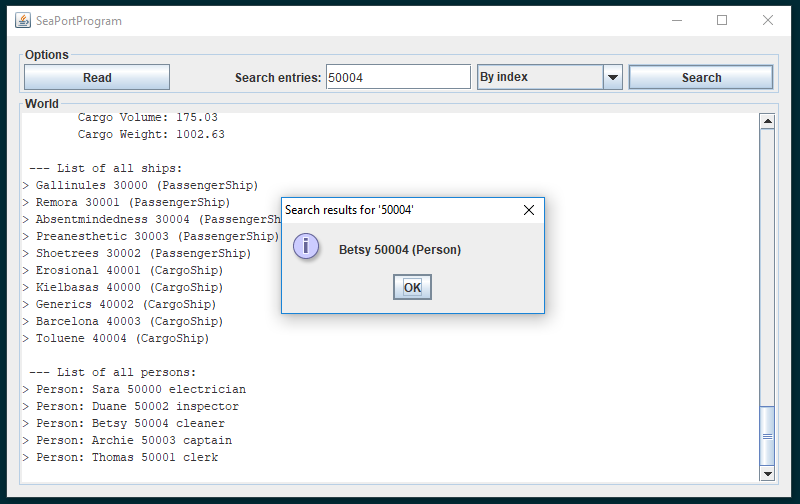 SeaPortProgram
Options
Read Search entries: 50004 By index Search
World
Cargo Volume: 175.03
Cargo Weight: 1002.63
--- List of all ships:
> Gallinules 30000 (PassengerShip)
> Remora 30001 (PassengerShip)
> Absentmindedness 30004 (PassengerSh
> Preanesthetic 30003 (PassengerShip)
> Shoetrees 30002 (PassengerShip)
> Erosional 40001 (CargoShip)
> Kielbasas 40000 (CargoShip)
> Generics 40002 (CargoShip)
> Barcelona 40003 (CargoShip)
> Toluene 40004 (CargoShip)
--- List of all persons:
> Person: Sara 50000 electrician
> Person: Duane 50002 inspector
> Person: Betsy 50004 cleaner
> Person: Archie 50003 captain
> Person: Thomas 50001 clerk
Search results for '50004'
Betsy 50004 (Person)
OK